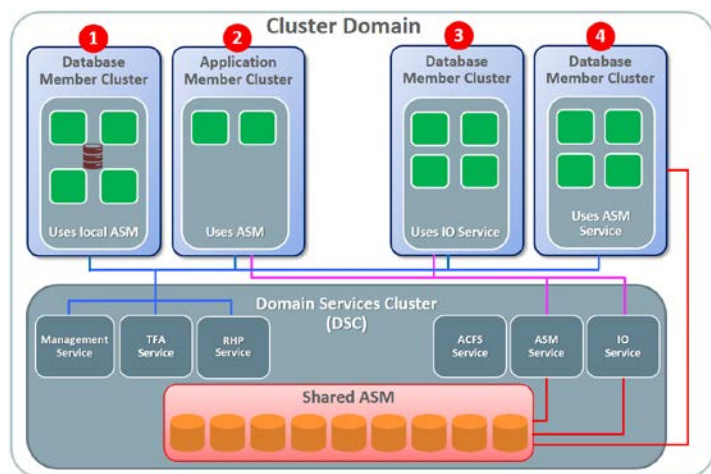 Cluster Domain
1
Database
Member Cluster
Uses local ASM
2
Application
Member Cluster
Uses ASM
3
Database
Member Cluster
Uses IO Service
4
Database
Member Cluster
Uses ASM
Service
Domain Services Cluster
(DSC)
Management
Service
TFA
Service
RHP
Service
ACFS
Service
ASM
Service
IO
Service
Shared ASM